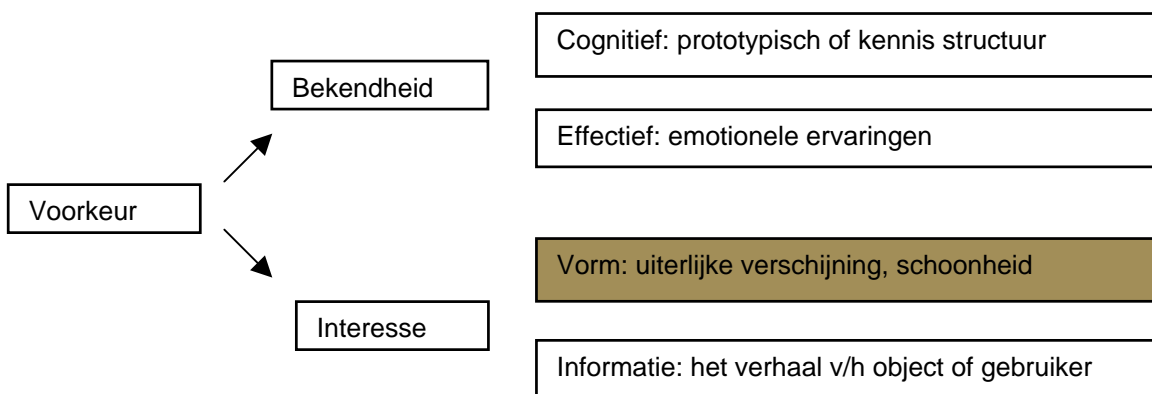 Voorkeur
Bekendheid
Cognitief: prototypisch of kennis structuur
Effectief: emotionele ervaringen
Interesse
Vorm: uiterlijke verschijning, schoonheid
Informatie: het verhaal v/h object of gebruiker